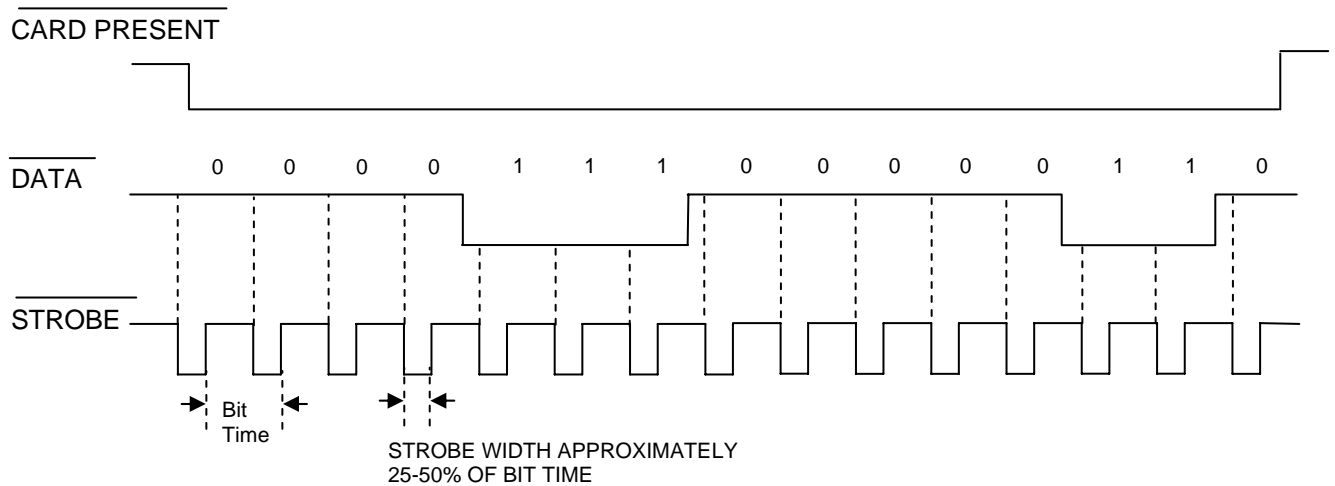 CARD PRESENT
0 0 0 0 1 1 1 0 0 0 0 0 1 1 0
DATA
STROBE
Bit
Time
STROBE WIDTH APPROXIMATELY
25-50% OF BIT TIME